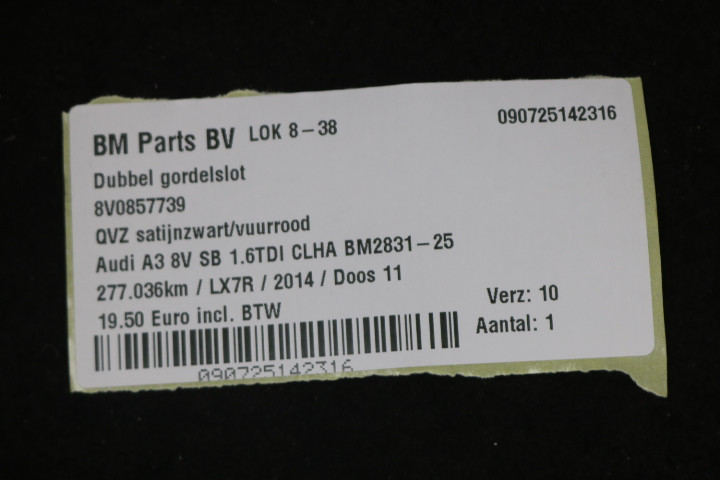 BM Parts BV LOK 8-38 090725142316
Dubbel gordelslot
8V0857739
QVZ satijnzwart/vuurrood
Audi A3 8V SB 1.6TDI CLHA BM2831-25
277.036km / LX7R / 2014 / Doos 11
19.50 Euro incl. BTW Verz: 10
Aantal: 1
090725142316